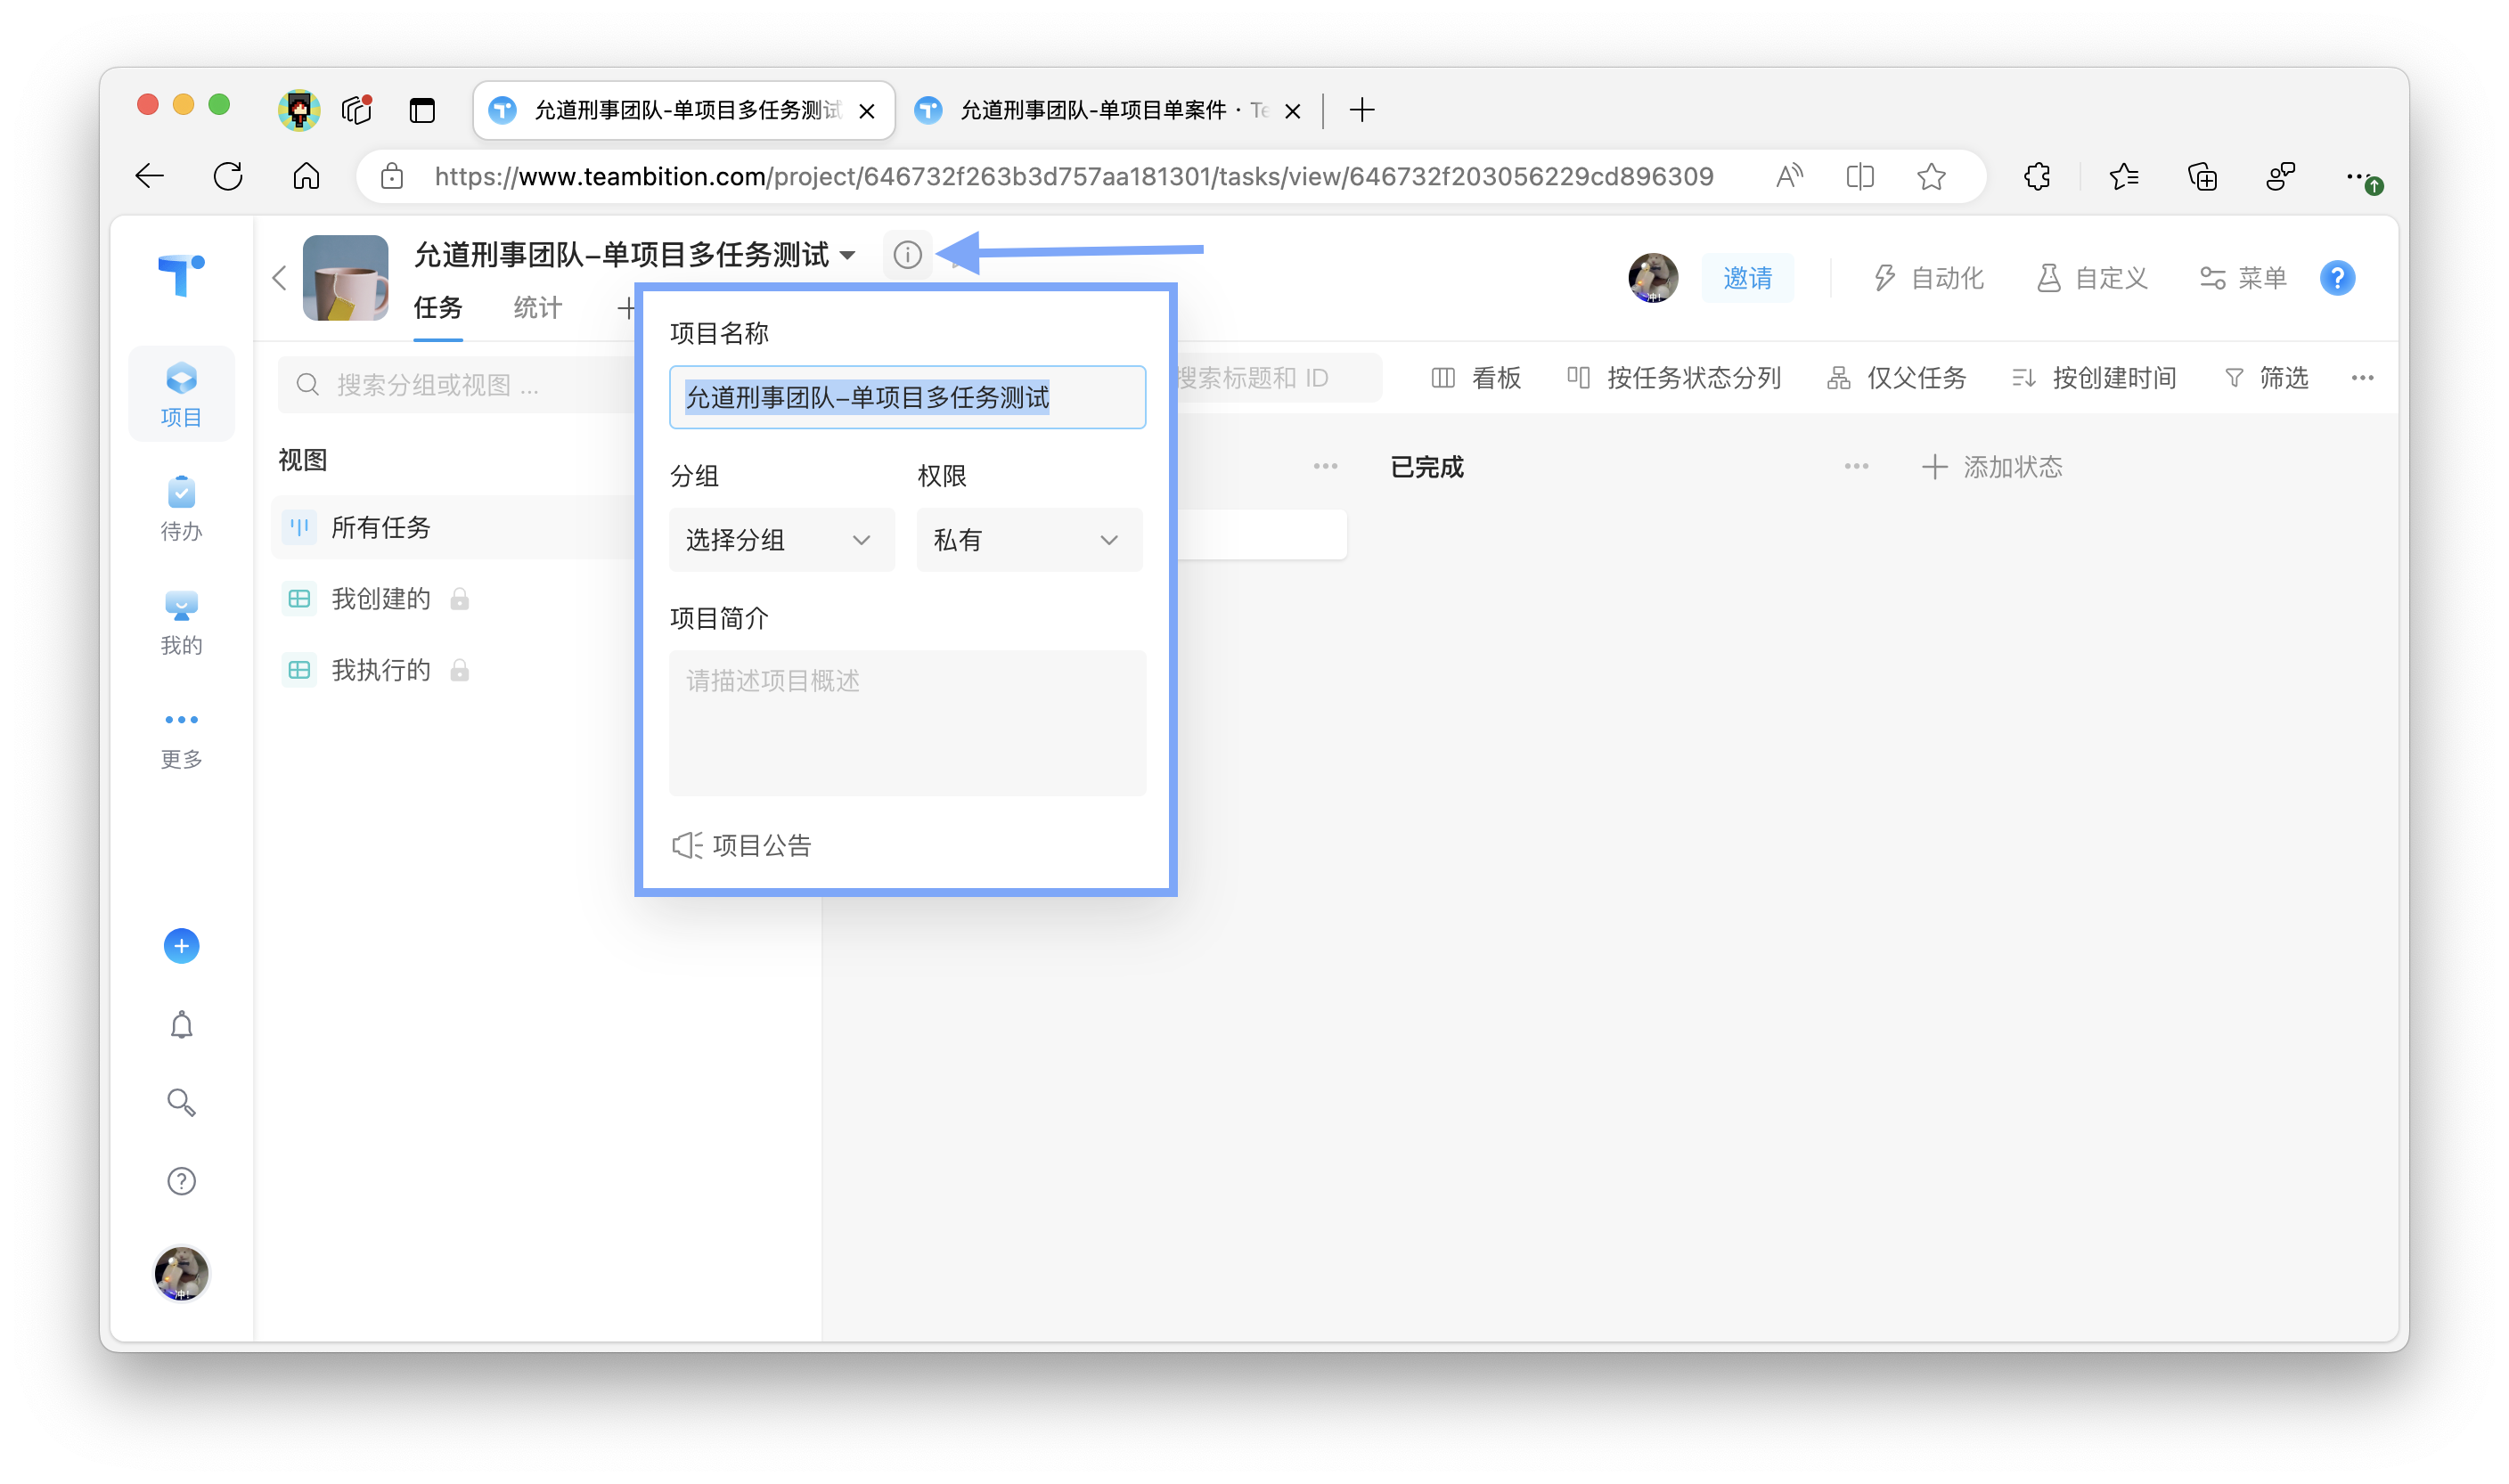 允道刑事团队-单项目多任务测试
允道刑事团队-单项目单案件 · Te
https://www.teambition.com/project/646732f263b3d757aa181301/tasks/view/646732f203056229cd896309
允道刑事团队-单项目多任务测试
任务 统计
邀请 自动化 自定义 菜单
项目
待办
我的
更多
搜索分组或视图 ...
视图
所有任务
我创建的
我执行的
项目名称
允道刑事团队-单项目多任务测试
分组 权限
选择分组 私有
项目简介
请描述项目概述
项目公告
搜索标题和 ID 看板 按任务状态分列 仅父任务 按创建时间 筛选
已完成 添加状态
冲!
冲!